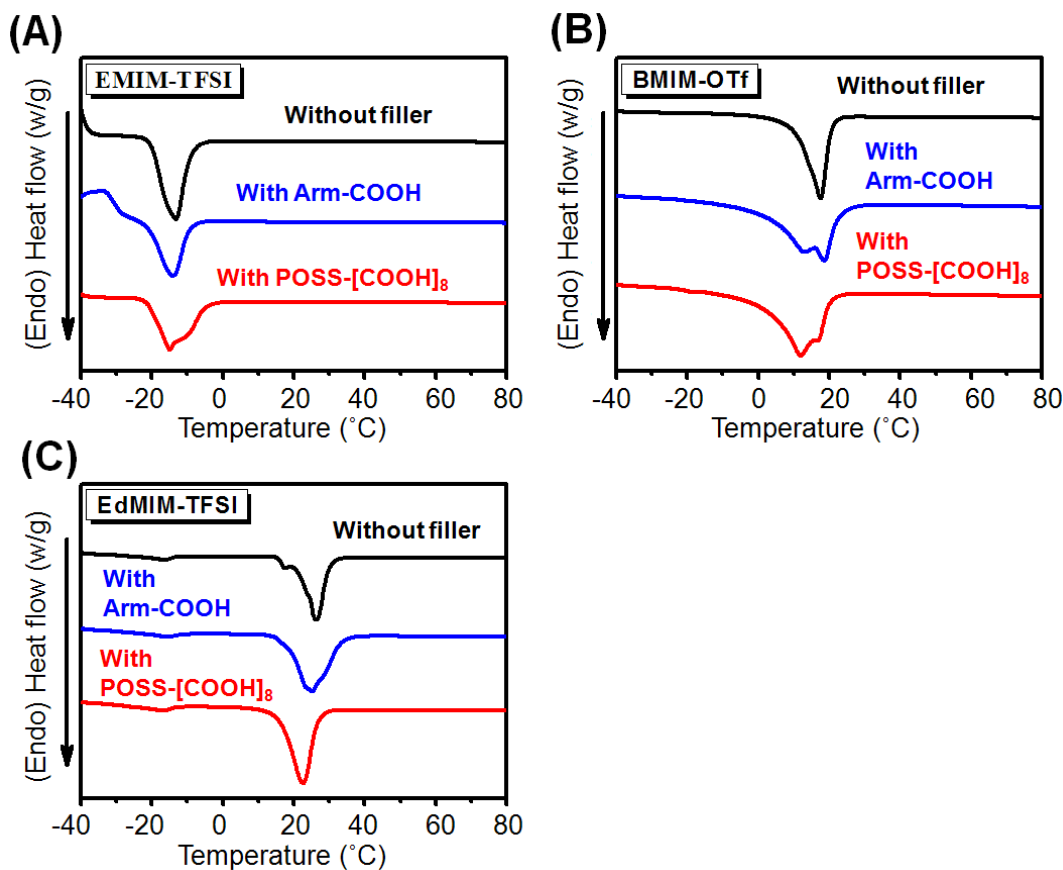 (A)
EMIM-TFSI
Without filler
With Arm-COOH
With POSS-[COOH]₈
(Endo) Heat flow (w/g)
-40 -20 0 20 40 60 80
Temperature (˚C)
(B)
BMIM-OTf
Without filler
With
Arm-COOH
With
POSS-[COOH]₈
(Endo) Heat flow (w/g)
-40 -20 0 20 40 60 80
Temperature (˚C)
(C)
EdMIM-TFSI
Without filler
With
Arm-COOH
With
POSS-[COOH]₈
(Endo) Heat flow (w/g)
-40 -20 0 20 40 60 80
Temperature (˚C)